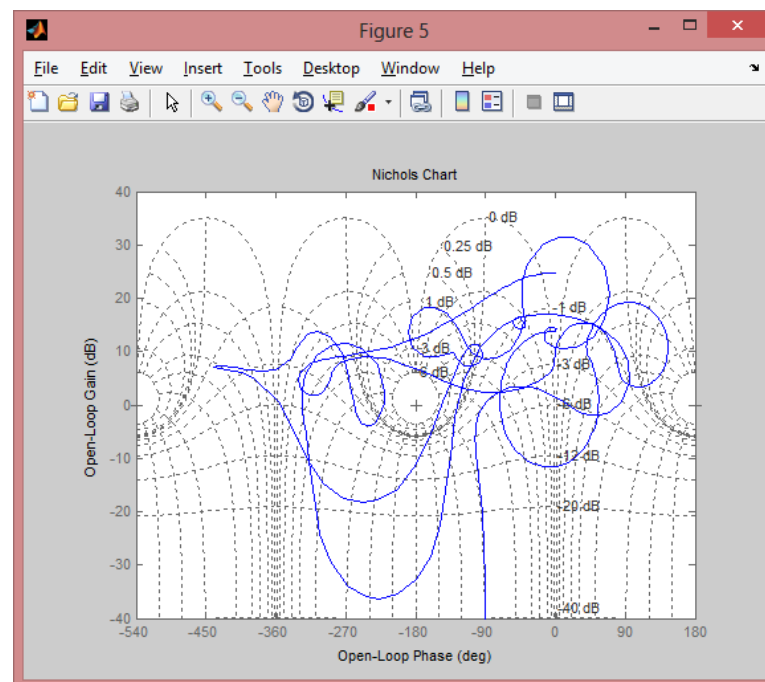 Figure 5
File Edit View Insert Tools Desktop Window Help
Nichols Chart
Open-Loop Gain (dB)
40
30
20
10
0
-10
-20
-30
-40
0 dB
0.25 dB
0.5 dB
1 dB
-1 dB
-3 dB
-3 dB
-6 dB
-12 dB
-20 dB
-40 dB
-540 -450 -360 -270 -180 -90 0 90 180
Open-Loop Phase (deg)